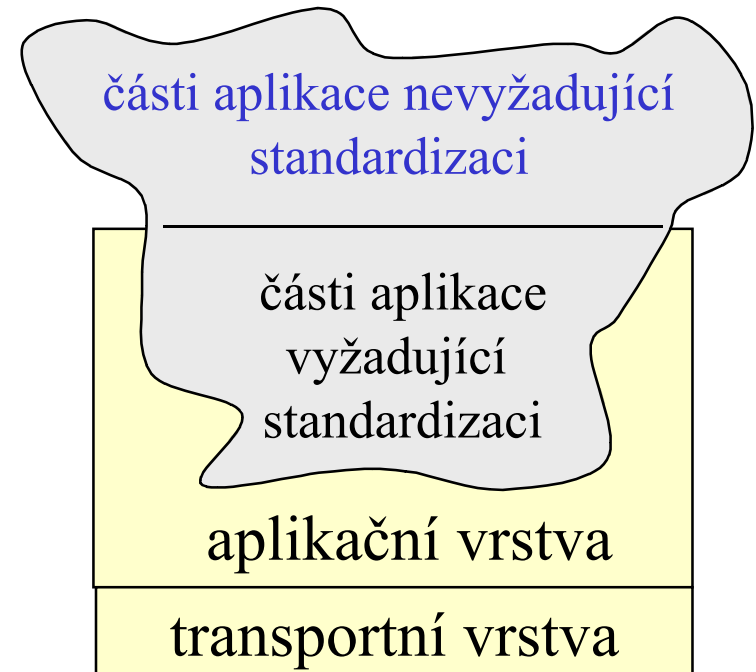 části aplikace nevyžadující
standardizaci
části aplikace
vyžadující
standardizaci
aplikační vrstva
transportní vrstva